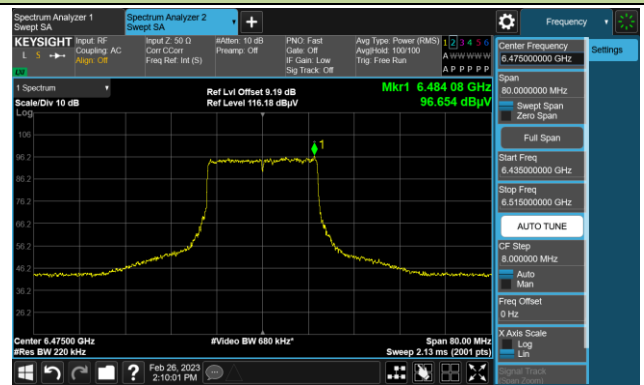 Spectrum Analyzer 1
Swept SA
Spectrum Analyzer 2
Swept SA
Frequency
KEYSIGHT
L S
Input: RF
Coupling: AC
Align: Off
Input Z: 50 Ω
Corr CCorr
Freq Ref: Int (S)
#Atten: 10 dB
Preamp: Off
PNO: Fast
Gate: Off
IF Gain: Low
Sig Track: Off
Avg Type: Power (RMS)
Avg|Hold: 100/100
Trig: Free Run
1 2 3 4 5 6
A W W W W W
A P P P P P
Center Frequency
6.475000000 GHz
Settings
Span
80.0000000 MHz
Swept Span
Zero Span
Full Span
Start Freq
6.435000000 GHz
Stop Freq
6.515000000 GHz
AUTO TUNE
CF Step
8.000000 MHz
Auto
Man
Freq Offset
0 Hz
X Axis Scale
Log
Lin
Signal Track
(Span Zoom)
1 Spectrum
Scale/Div 10 dB
Log
Ref Lvl Offset 9.19 dB
Ref Level 116.18 dBµV
Mkr1 6.484 08 GHz
96.654 dBµV
106
96.2
86.2
76.2
66.2
56.2
46.2
36.2
26.2
1
Center 6.47500 GHz
#Res BW 220 kHz
#Video BW 680 kHz*
Span 80.00 MHz
Sweep 2.13 ms (2001 pts)
?
Feb 26, 2023
2:10:01 PM